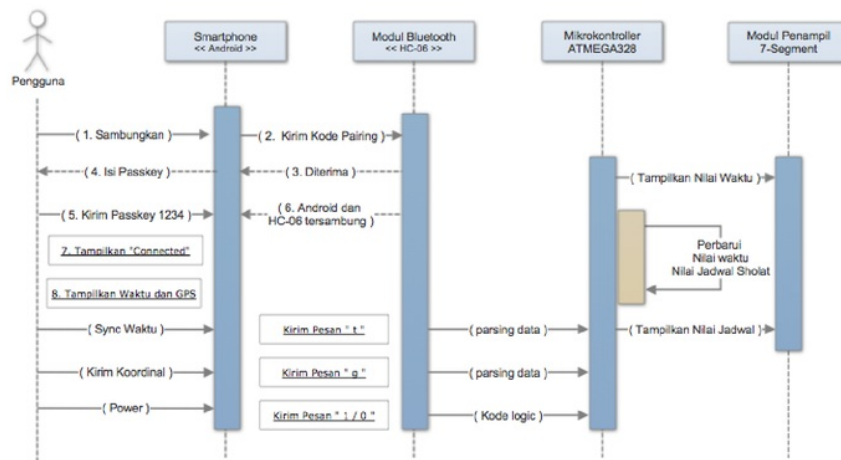 Smartphone
<< Android >>
Modul Bluetooth
<< HC-06 >>
Mikrokontroller
ATMEGA328
Modul Penampil
7-Segment
Pengguna
( 1. Sambungkan )
( 2. Kirim Kode Pairing )
( 4. Isi Passkey )
( 3. Diterima )
( Tampilkan Nilai Waktu )
( 5. Kirim Passkey 1234 )
( 6. Android dan
HC-06 tersambung )
7. Tampilkan "Connected"
Perbarui
Nilai waktu
Nilai Jadwal Sholat
8. Tampilkan Waktu dan GPS
( Sync Waktu )
Kirim Pesan " t "
( parsing data )
( Tampilkan Nilai Jadwal )
( Kirim Koordinal )
Kirim Pesan " g "
( parsing data )
( Power )
Kirim Pesan " 1 / 0 "
( Kode logic )